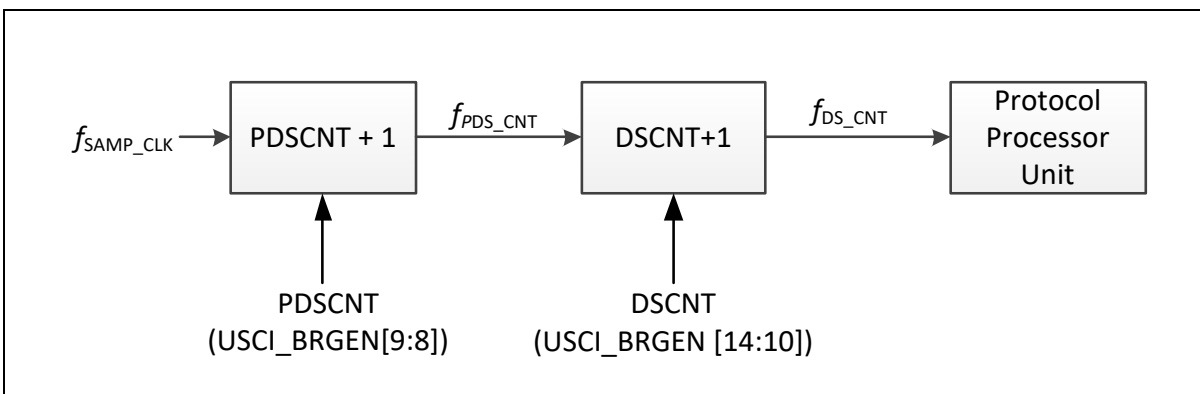 fSAMP_CLK
PDSCNT + 1
fPDS_CNT
DSCNT+1
fDS_CNT
Protocol
Processor
Unit
PDSCNT
(USCI_BRGEN[9:8])
DSCNT
(USCI_BRGEN [14:10])